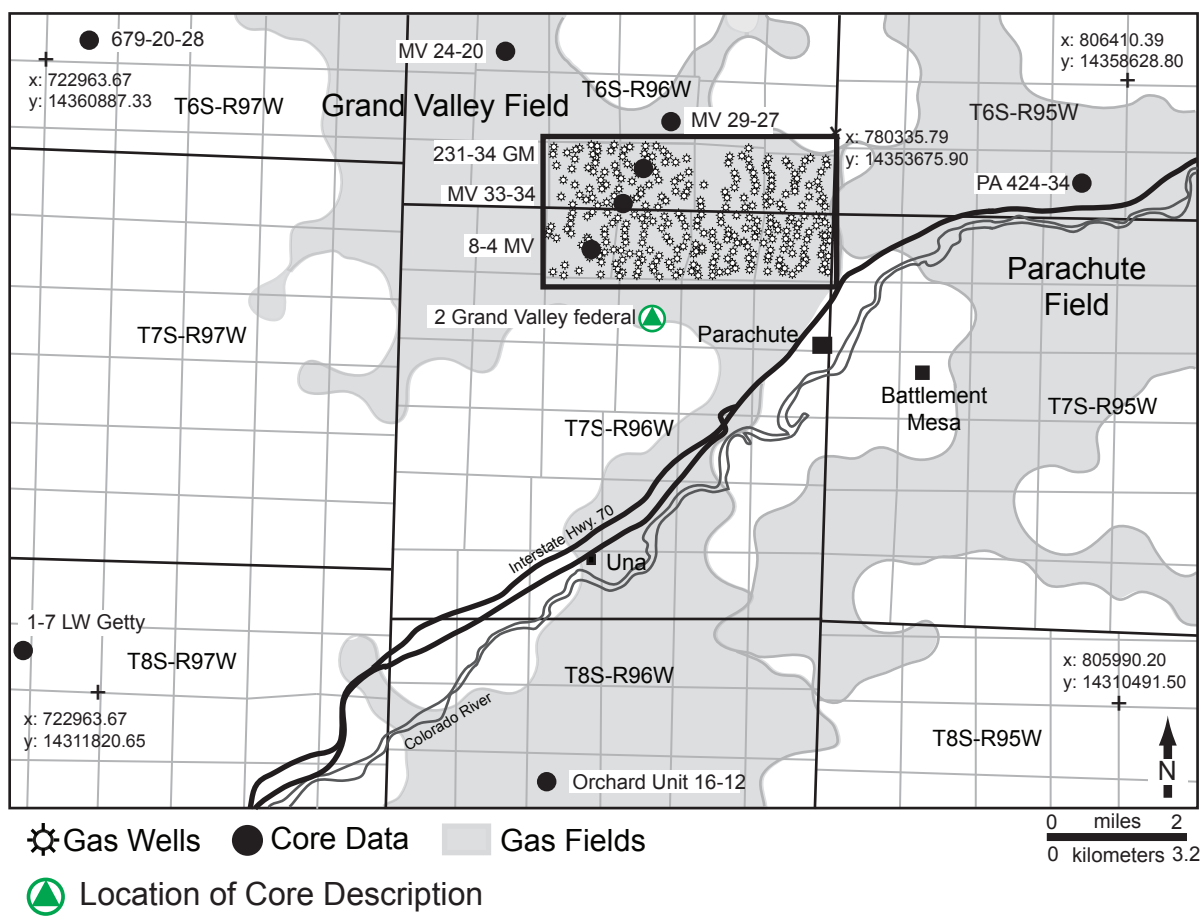 679-20-28
x: 722963.67
y: 14360887.33
T6S-R97W
MV 24-20
Grand Valley Field
T6S-R96W
MV 29-27
x: 806410.39
y: 14358628.80
T6S-R95W
x: 780335.79
y: 14353675.90
231-34 GM
MV 33-34
8-4 MV
PA 424-34
Parachute
Field
2 Grand Valley federal
Parachute
T7S-R97W
Battlement
Mesa
T7S-R95W
T7S-R96W
Interstate Hwy. 70
Una
1-7 LW Getty
T8S-R97W
T8S-R96W
x: 805990.20
y: 14310491.50
x: 722963.67
y: 14311820.65
Colorado River
T8S-R95W
N
Orchard Unit 16-12
Gas Wells
Core Data
Gas Fields
0 miles 2
0 kilometers 3.2
Location of Core Description